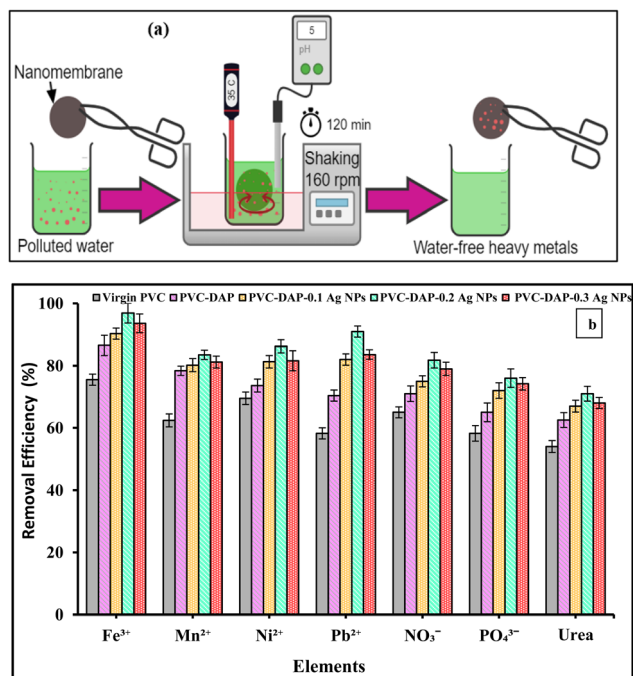 (a)
Nanomembrane
5
pH
35 C
120 min
Shaking
160 rpm
Polluted water
Water-free heavy metals
Virgin PVC PVC-DAP PVC-DAP-0.1 Ag NPs PVC-DAP-0.2 Ag NPs PVC-DAP-0.3 Ag NPs
b
Removal Efficiency (%)
100
80
60
40
20
0
Fe³⁺ Mn²⁺ Ni²⁺ Pb²⁺ NO₃⁻ PO₄³⁻ Urea
Elements